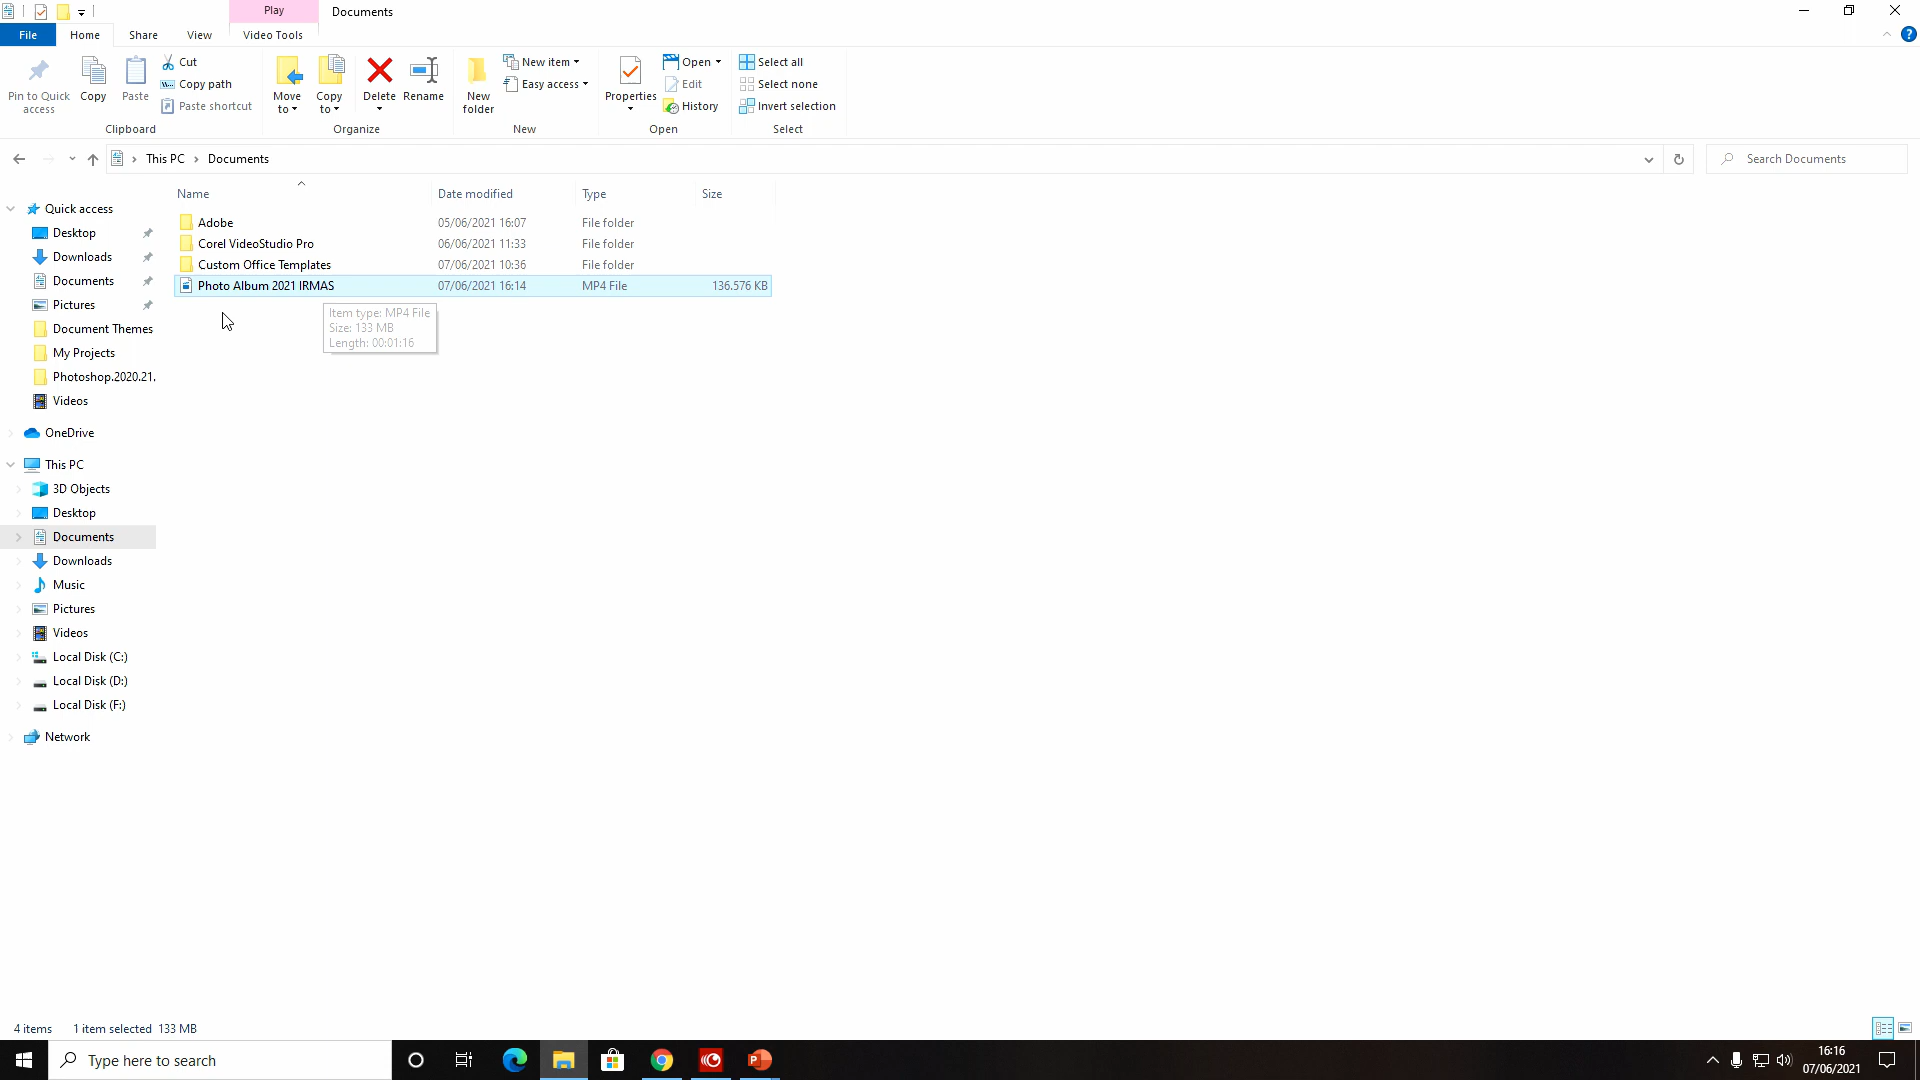 Play
Documents
File
Home
Share
View
Video Tools
Pin to Quick
access
Copy
Paste
Cut
Copy path
Paste shortcut
Clipboard
Move
to
Copy
to
Delete
Rename
Organize
New
folder
New item
Easy access
New
Properties
Open
Edit
History
Open
Select all
Select none
Invert selection
Select
This PC
Documents
Search Documents
Name
Date modified
Type
Size
Adobe 05/06/2021 16:07 File folder
Corel VideoStudio Pro 06/06/2021 11:33 File folder
Custom Office Templates 07/06/2021 10:36 File folder
Photo Album 2021 IRMAS 07/06/2021 16:14 MP4 File 136.576 KB
Item type: MP4 File
Size: 133 MB
Length: 00:01:16
Quick access
Desktop
Downloads
Documents
Pictures
Document Themes
My Projects
Photoshop.2020.21.
Videos
OneDrive
This PC
3D Objects
Desktop
Documents
Downloads
Music
Pictures
Videos
Local Disk (C:)
Local Disk (D:)
Local Disk (F:)
Network
4 items 1 item selected 133 MB
Type here to search
16:16
07/06/2021